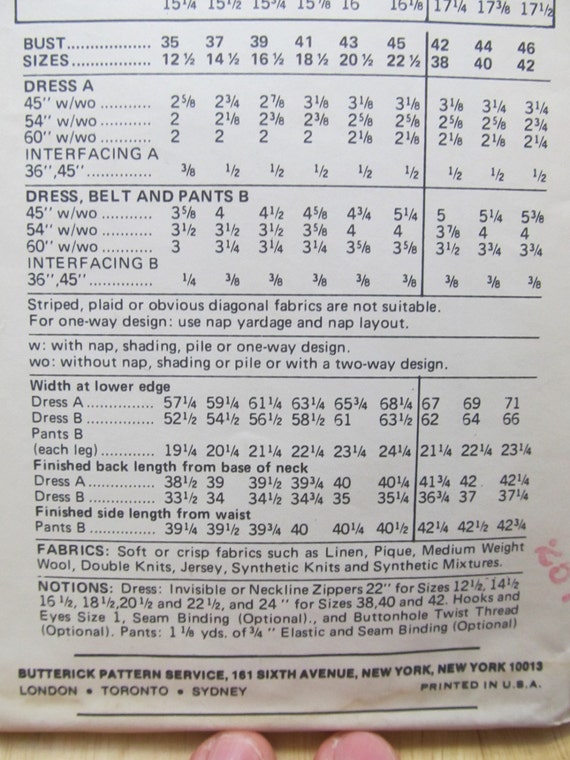 15¼ 15½ 15¾ 15⅞ 16 16⅛ 17¼ 17⅜ 17½
BUST 35 37 39 41 43 45 42 44 46
SIZES 12½ 14½ 16½ 18½ 20½ 22½ 38 40 42
DRESS A
45" w/wo 2⅝ 2¾ 2⅞ 3⅛ 3⅛ 3⅛ 3⅛ 3¼ 3¼
54" w/wo 2 2⅛ 2⅜ 2⅜ 2⅝ 2⅝ 2⅝ 2⅝ 2¾
60" w/wo 2 2 2 2 2⅛ 2⅛ 2⅛ 2⅛ 2¼
INTERFACING A
36",45" ⅜ ½ ½ ½ ½ ½ ½ ½ ½
DRESS, BELT AND PANTS B
45" w/wo 3⅝ 4 4½ 4⅝ 4¾ 5¼ 5 5¼ 5⅜
54" w/wo 3½ 3½ 3½ 3⅝ 4 4 3⅞ 4 4
60" w/wo 3 3¼ 3¼ 3¼ 3⅝ 3⅝ 3½ 3¾ 3¾
INTERFACING B
36",45" ¼ ⅜ ⅜ ⅜ ⅜ ⅜ ⅜ ⅜ ⅜
Striped, plaid or obvious diagonal fabrics are not suitable.
For one-way design: use nap yardage and nap layout.
w: with nap, shading, pile or one-way design.
wo: without nap, shading or pile or with a two-way design.
Width at lower edge
Dress A 57¼ 59¼ 61¼ 63¼ 65¾ 68¼ 67 69 71
Dress B 52½ 54½ 56½ 58½ 61 63½ 62 64 66
Pants B
(each leg) 19¼ 20¼ 21¼ 22¼ 23¼ 24¼ 21¼ 22¼ 23¼
Finished back length from base of neck
Dress A 38½ 39 39½ 39¾ 40 40¼ 41¾ 42 42¼
Dress B 33½ 34 34½ 34¾ 35 35¼ 36¾ 37 37¼
Finished side length from waist
Pants B 39¼ 39½ 39¾ 40 40¼ 40½ 42¼ 42½ 42¾
FABRICS: Soft or crisp fabrics such as Linen, Pique, Medium Weight
Wool, Double Knits, Jersey, Synthetic Knits and Synthetic Mixtures.
NOTIONS: Dress: Invisible or Neckline Zippers 22" for Sizes 12½, 14½
16½, 18½,20½ and 22½, and 24" for Sizes 38,40 and 42. Hooks and
Eyes Size 1, Seam Binding (Optional)., and Buttonhole Twist Thread
(Optional). Pants: 1⅛ yds. of ¾" Elastic and Seam Binding (Optional)
BUTTERICK PATTERN SERVICE, 161 SIXTH AVENUE, NEW YORK, NEW YORK 10013
LONDON • TORONTO • SYDNEY PRINTED IN U.S.A.